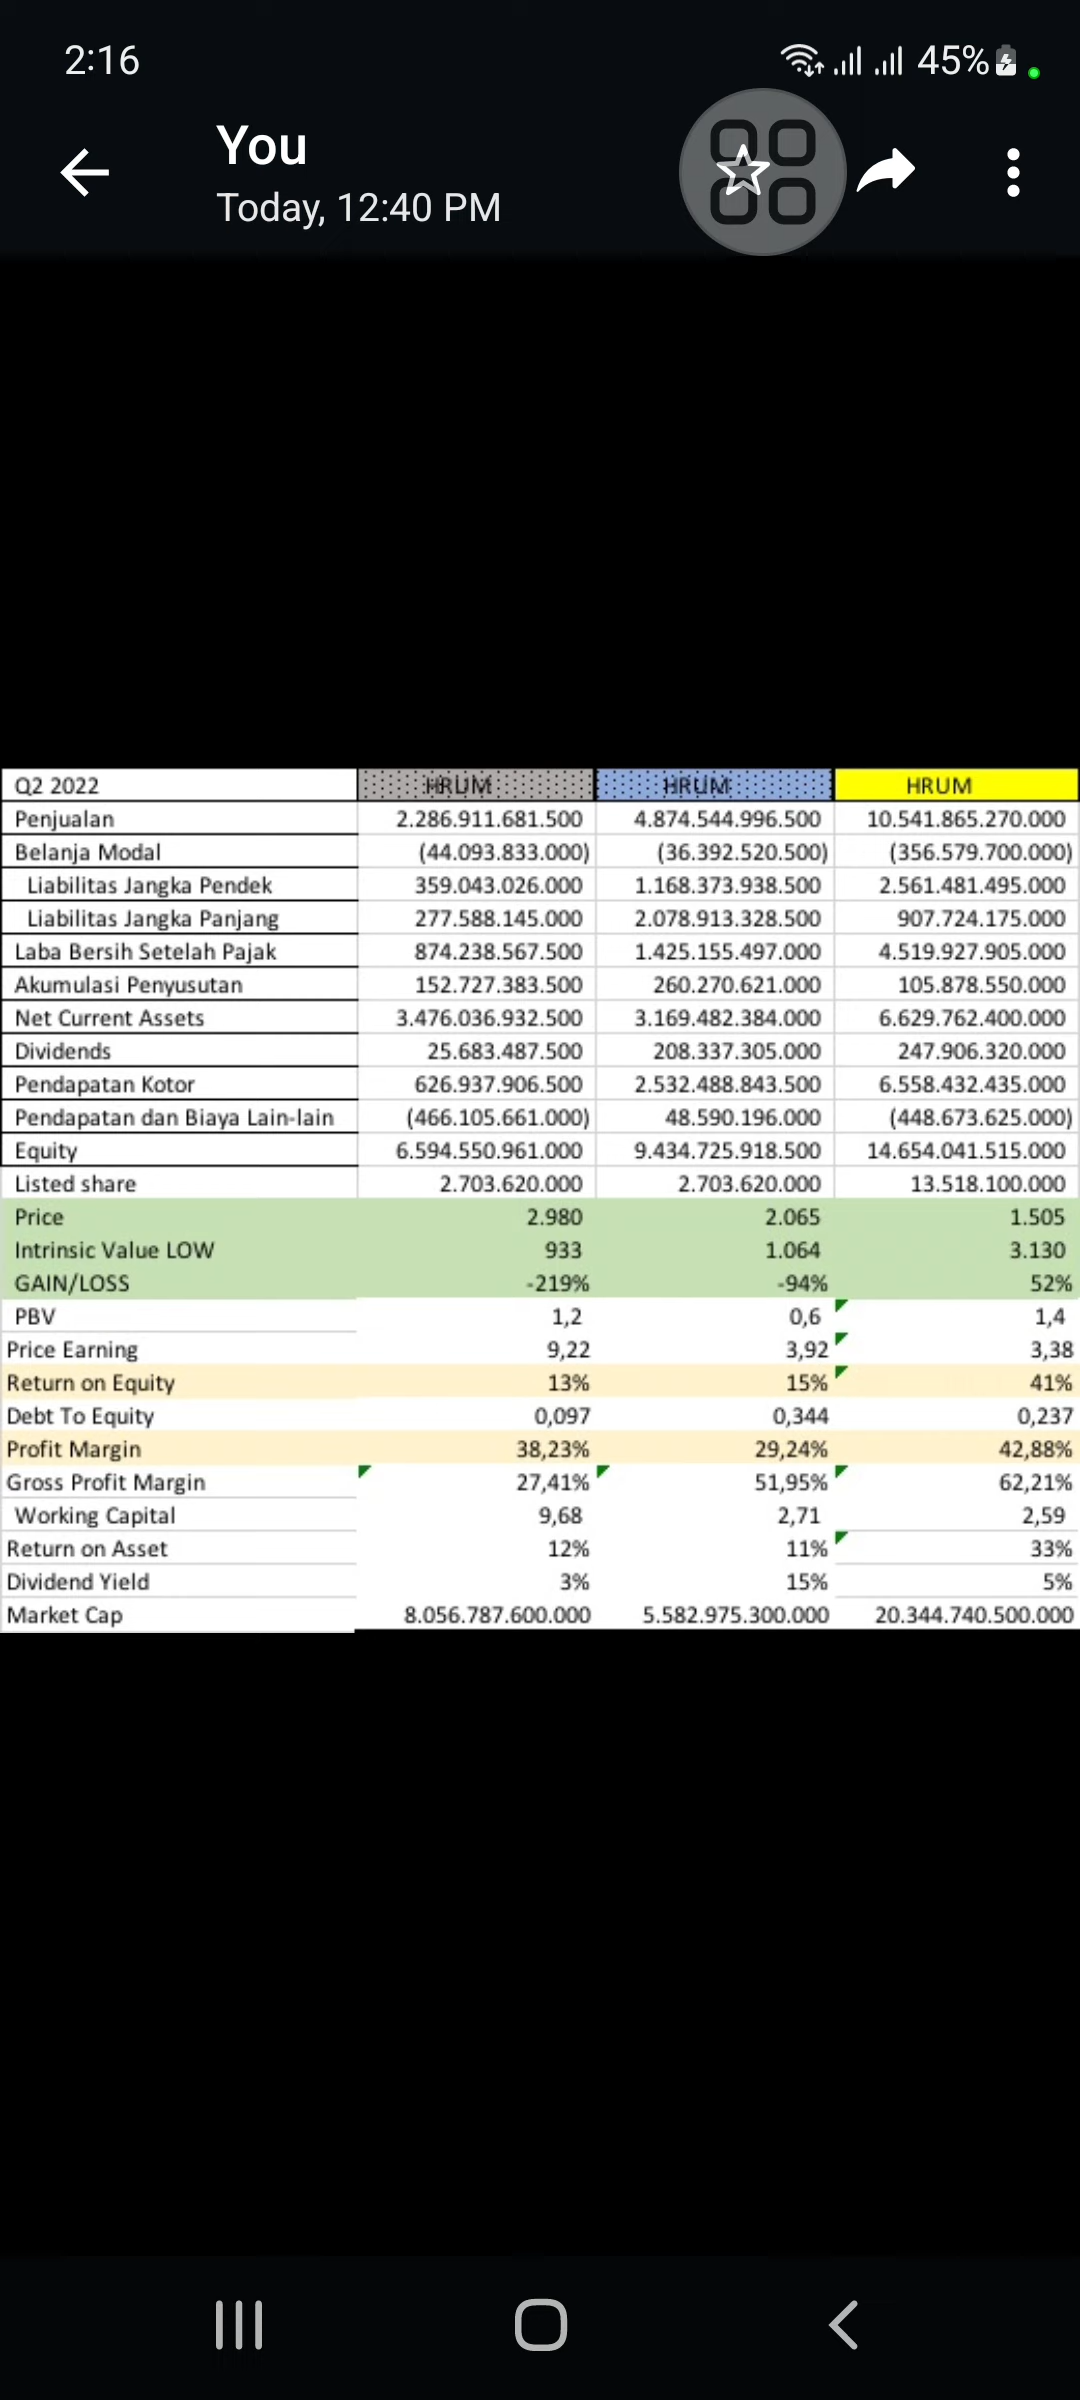 2:16 45%
You
Today, 12:40 PM
Q2 2022 HRUM HRUM HRUM
Penjualan 2.286.911.681.500 4.874.544.996.500 10.541.865.270.000
Belanja Modal (44.093.833.000) (36.392.520.500) (356.579.700.000)
Liabilitas Jangka Pendek 359.043.026.000 1.168.373.938.500 2.561.481.495.000
Liabilitas Jangka Panjang 277.588.145.000 2.078.913.328.500 907.724.175.000
Laba Bersih Setelah Pajak 874.238.567.500 1.425.155.497.000 4.519.927.905.000
Akumulasi Penyusutan 152.727.383.500 260.270.621.000 105.878.550.000
Net Current Assets 3.476.036.932.500 3.169.482.384.000 6.629.762.400.000
Dividends 25.683.487.500 208.337.305.000 247.906.320.000
Pendapatan Kotor 626.937.906.500 2.532.488.843.500 6.558.432.435.000
Pendapatan dan Biaya Lain-lain (466.105.661.000) 48.590.196.000 (448.673.625.000)
Equity 6.594.550.961.000 9.434.725.918.500 14.654.041.515.000
Listed share 2.703.620.000 2.703.620.000 13.518.100.000
Price 2.980 2.065 1.505
Intrinsic Value LOW 933 1.064 3.130
GAIN/LOSS -219% -94% 52%
PBV 1,2 0,6 1,4
Price Earning 9,22 3,92 3,38
Return on Equity 13% 15% 41%
Debt To Equity 0,097 0,344 0,237
Profit Margin 38,23% 29,24% 42,88%
Gross Profit Margin 27,41% 51,95% 62,21%
Working Capital 9,68 2,71 2,59
Return on Asset 12% 11% 33%
Dividend Yield 3% 15% 5%
Market Cap 8.056.787.600.000 5.582.975.300.000 20.344.740.500.000